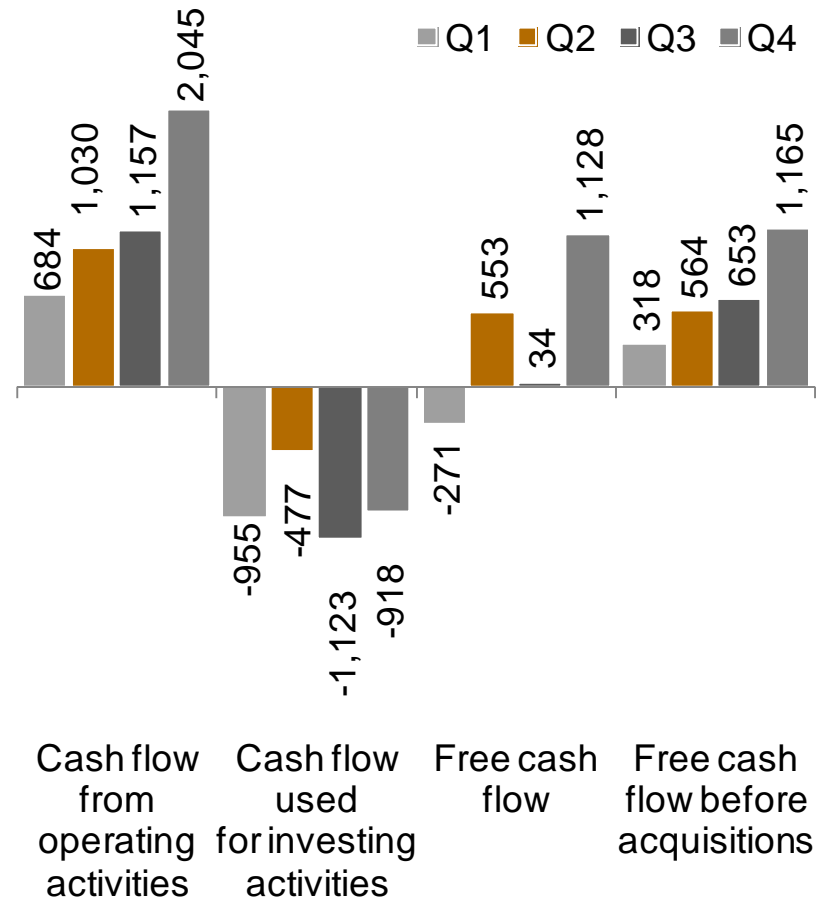 Q1 Q2 Q3 Q4
684
1,030
1,157
2,045
-955
-477
-1,123
-918
-271
553
34
1,128
318
564
653
1,165
Cash flow
from
operating
activities
Cash flow
used
for investing
activities
Free cash
flow
Free cash
flow before
acquisitions